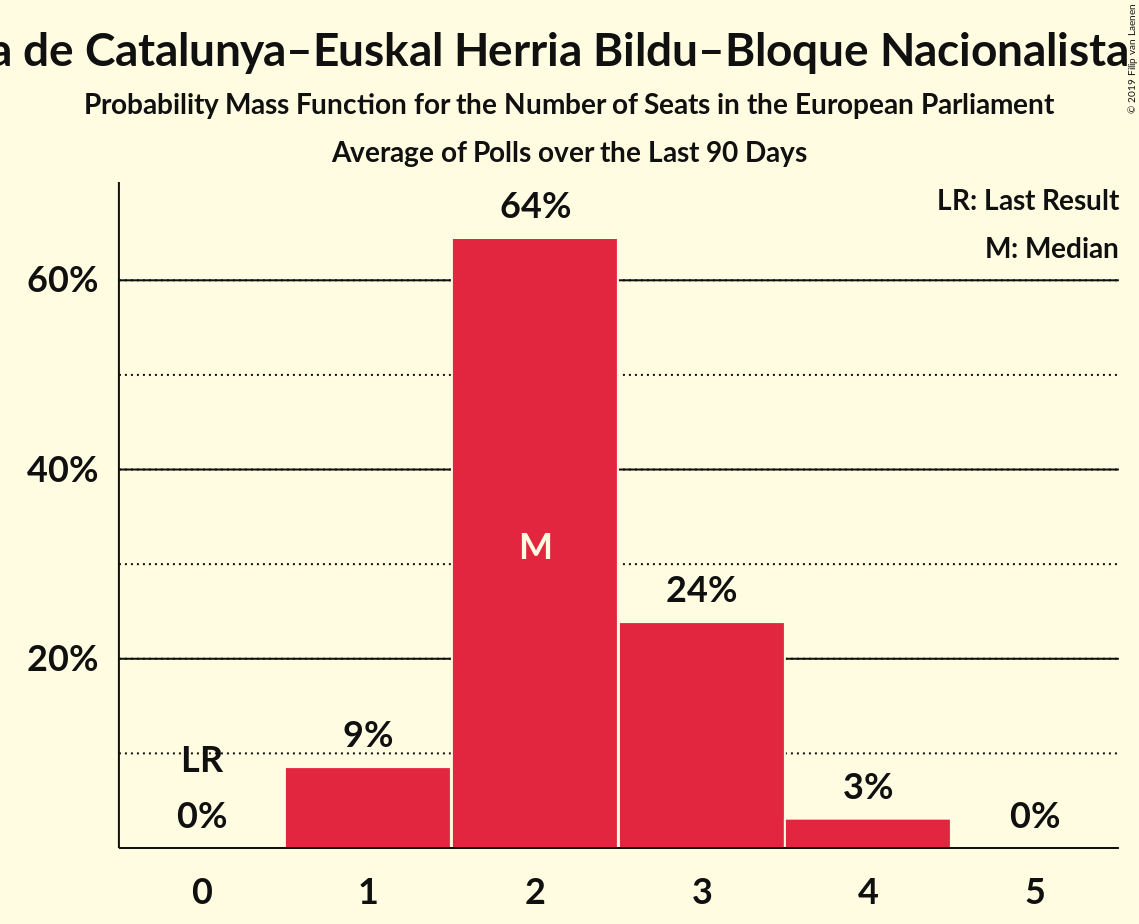 a de Catalunya–Euskal Herria Bildu–Bloque Nacionalista
© 2019 Filip van Laenen
Probability Mass Function for the Number of Seats in the European Parliament
Average of Polls over the Last 90 Days
LR: Last Result
M: Median
64%
60%
40%
M
24%
20%
9%
LR
3%
0%
0%
0 1 2 3 4 5